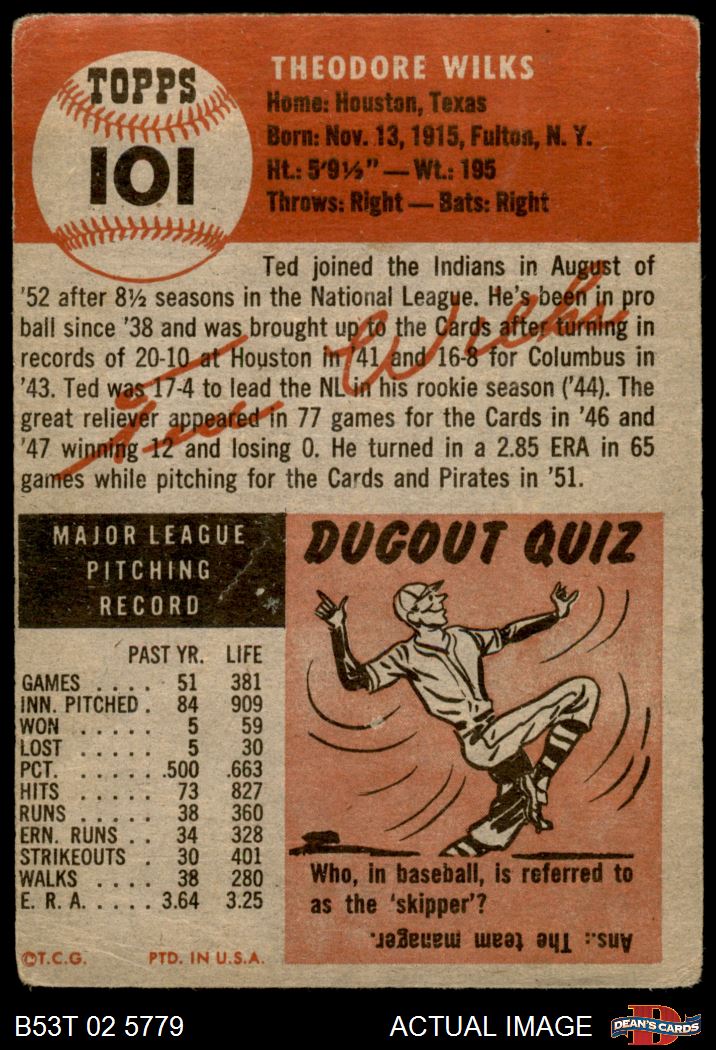 TOPPS
101
THEODORE WILKS
Home: Houston, Texas
Born: Nov. 13, 1915, Fulton, N. Y.
Ht.: 5'9½" — Wt.: 195
Throws: Right — Bats: Right
Ted joined the Indians in August of
'52 after 8½ seasons in the National League. He's been in pro
ball since '38 and was brought up to the Cards after turning in
records of 20-10 at Houston in '41 and 16-8 for Columbus in
'43. Ted was 17-4 to lead the NL in his rookie season ('44). The
great reliever appeared in 77 games for the Cards in '46 and
'47 winning 12 and losing 0. He turned in a 2.85 ERA in 65
games while pitching for the Cards and Pirates in '51.
Ted Wilks
MAJOR LEAGUE
PITCHING
RECORD
PAST YR. LIFE
GAMES .... 51 381
INN. PITCHED . 84 909
WON ..... 5 59
LOST ..... 5 30
PCT. ..... .500 .663
HITS ..... 73 827
RUNS ..... 38 360
ERN. RUNS .. 34 328
STRIKEOUTS . 30 401
WALKS .... 38 280
E. R. A. ..... 3.64 3.25
©T.C.G. PTD. IN U.S.A.
DUGOUT QUIZ
Who, in baseball, is referred to
as the 'skipper'?
Ans.: The team manager.
B53T 02 5779
ACTUAL IMAGE
D
DEAN'S CARDS